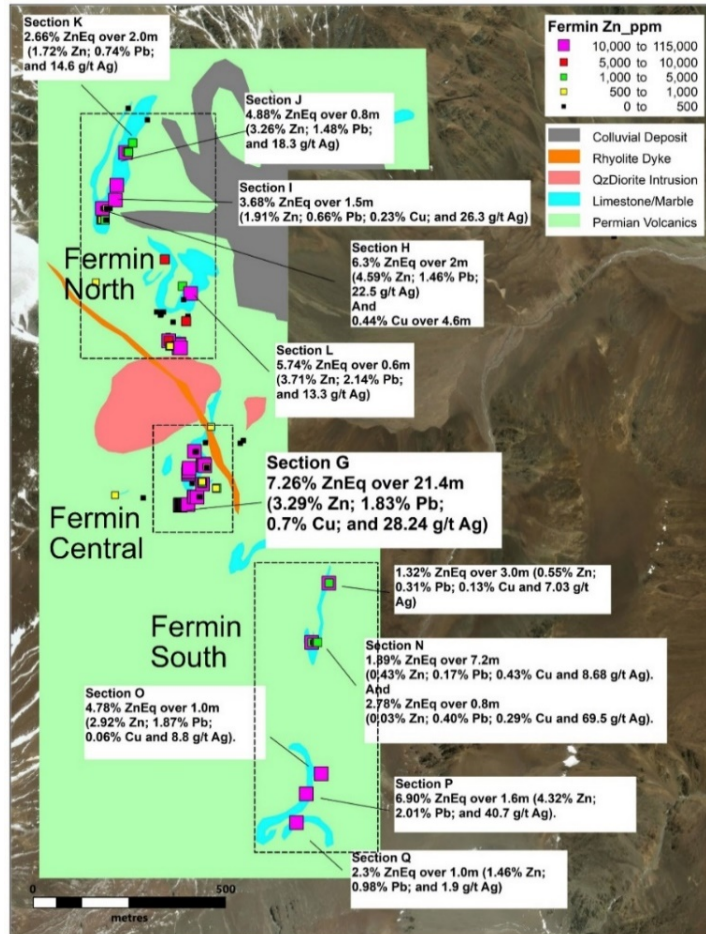 Section K
2.66% ZnEq over 2.0m
(1.72% Zn; 0.74% Pb;
and 14.6 g/t Ag)
Fermin Zn_ppm
10,000 to 115,000
5,000 to 10,000
1,000 to 5,000
500 to 1,000
0 to 500
Colluvial Deposit
Rhyolite Dyke
QzDiorite Intrusion
Limestone/Marble
Permian Volcanics
Section J
4.88% ZnEq over 0.8m
(3.26% Zn; 1.48% Pb;
and 18.3 g/t Ag)
Section I
3.68% ZnEq over 1.5m
(1.91% Zn; 0.66% Pb; 0.23% Cu; and 26.3 g/t Ag)
Fermin
North
Section H
6.3% ZnEq over 2m
(4.59% Zn; 1.46% Pb;
22.5 g/t Ag)
And
0.44% Cu over 4.6m
Section L
5.74% ZnEq over 0.6m
(3.71% Zn; 2.14% Pb;
and 13.3 g/t Ag)
Section G
7.26% ZnEq over 21.4m
(3.29% Zn; 1.83% Pb;
0.7% Cu; and 28.24 g/t Ag)
Fermin
Central
1.32% ZnEq over 3.0m (0.55% Zn;
0.31% Pb; 0.13% Cu and 7.03 g/t
Ag)
Fermin
South
Section N
1.89% ZnEq over 7.2m
(0.43% Zn; 0.17% Pb; 0.43% Cu and 8.68 g/t Ag).
And
2.78% ZnEq over 0.8m
(0.03% Zn; 0.40% Pb; 0.29% Cu and 69.5 g/t Ag).
Section O
4.78% ZnEq over 1.0m
(2.92% Zn; 1.87% Pb;
0.06% Cu and 8.8 g/t Ag).
Section P
6.90% ZnEq over 1.6m (4.32% Zn;
2.01% Pb; and 40.7 g/t Ag).
Section Q
2.3% ZnEq over 1.0m (1.46% Zn;
0.98% Pb; and 1.9 g/t Ag)
0 500
metres